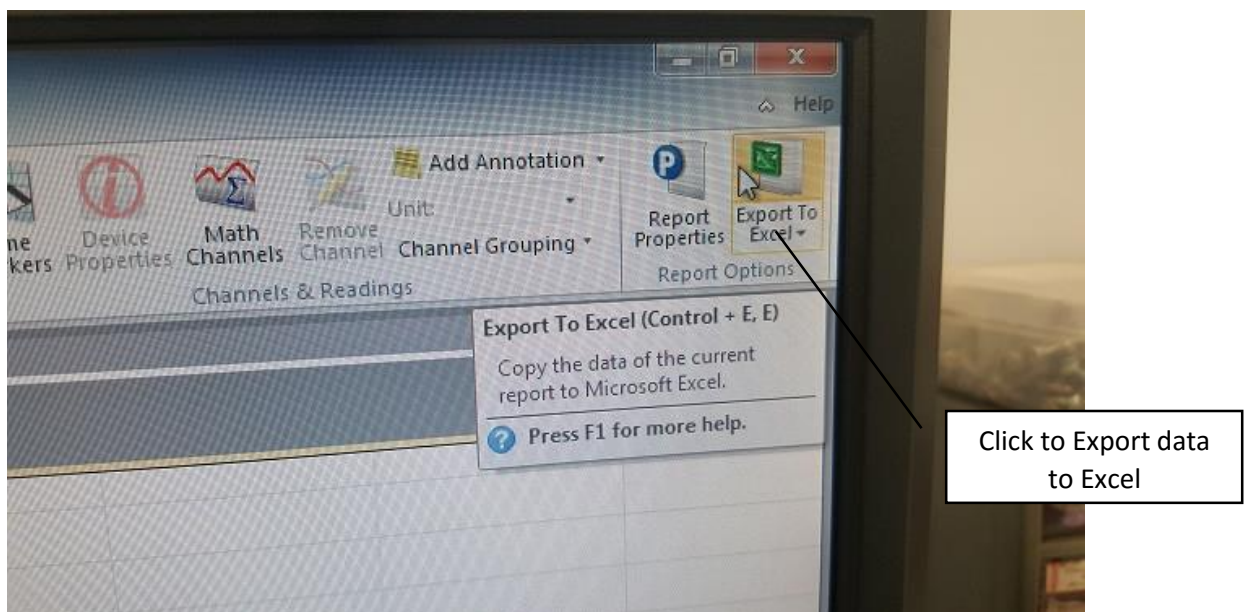 Help
Add Annotation
Unit:
Channel Grouping
Device
Properties
Math
Channels
Remove
Channel
Report
Properties
Export To
Excel
Channels & Readings
Report Options
Export To Excel (Control + E, E)
Copy the data of the current
report to Microsoft Excel.
Press F1 for more help.
Click to Export data
to Excel